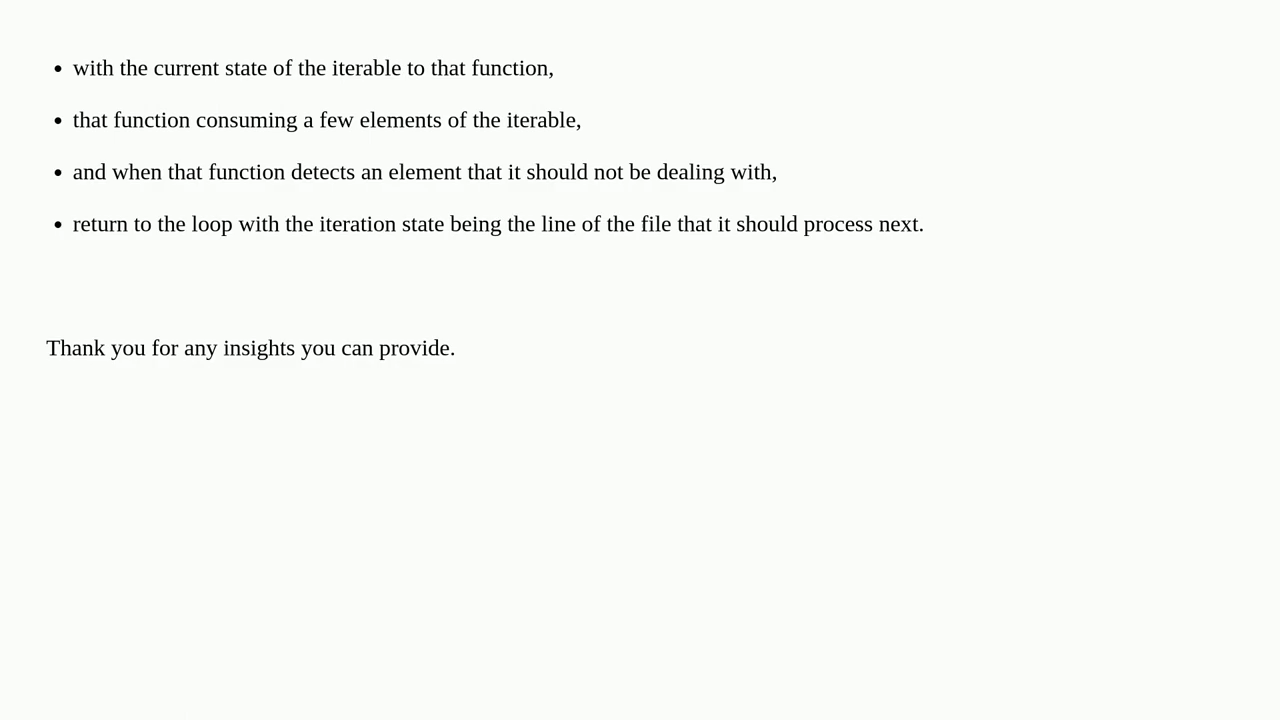 • with the current state of the iterable to that function,
• that function consuming a few elements of the iterable,
• and when that function detects an element that it should not be dealing with,
• return to the loop with the iteration state being the line of the file that it should process next.
Thank you for any insights you can provide.